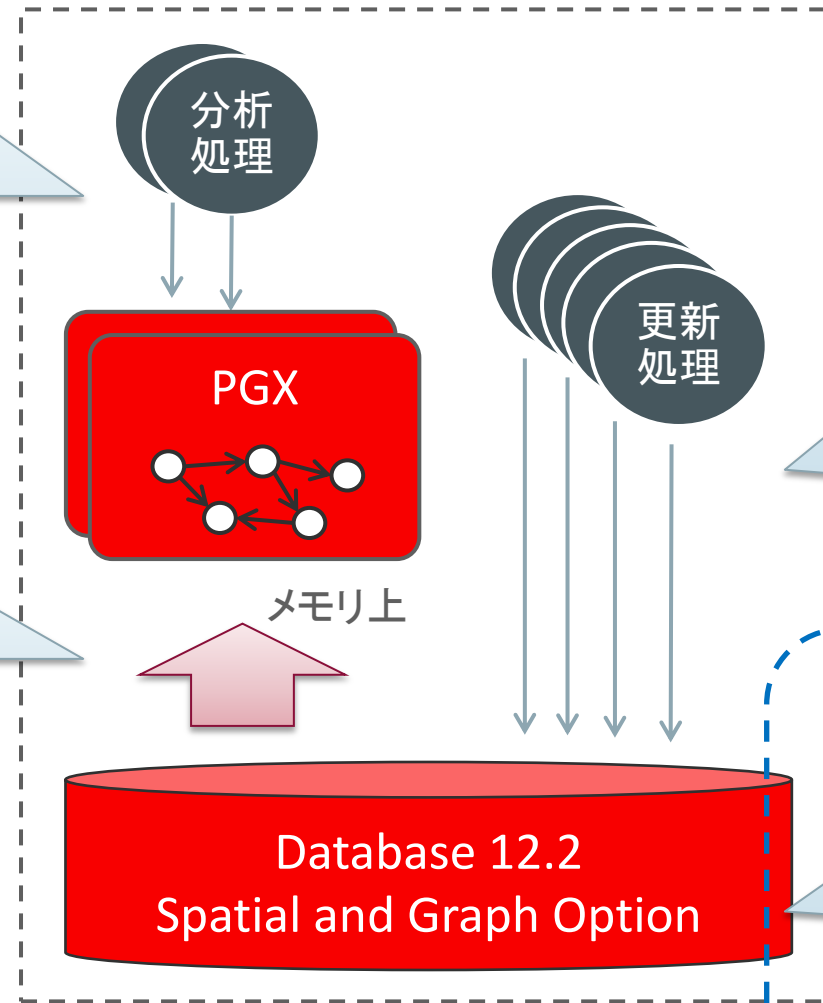 分析
処理
更新
処理
PGX
メモリ上
Database 12.2
Spatial and Graph Option